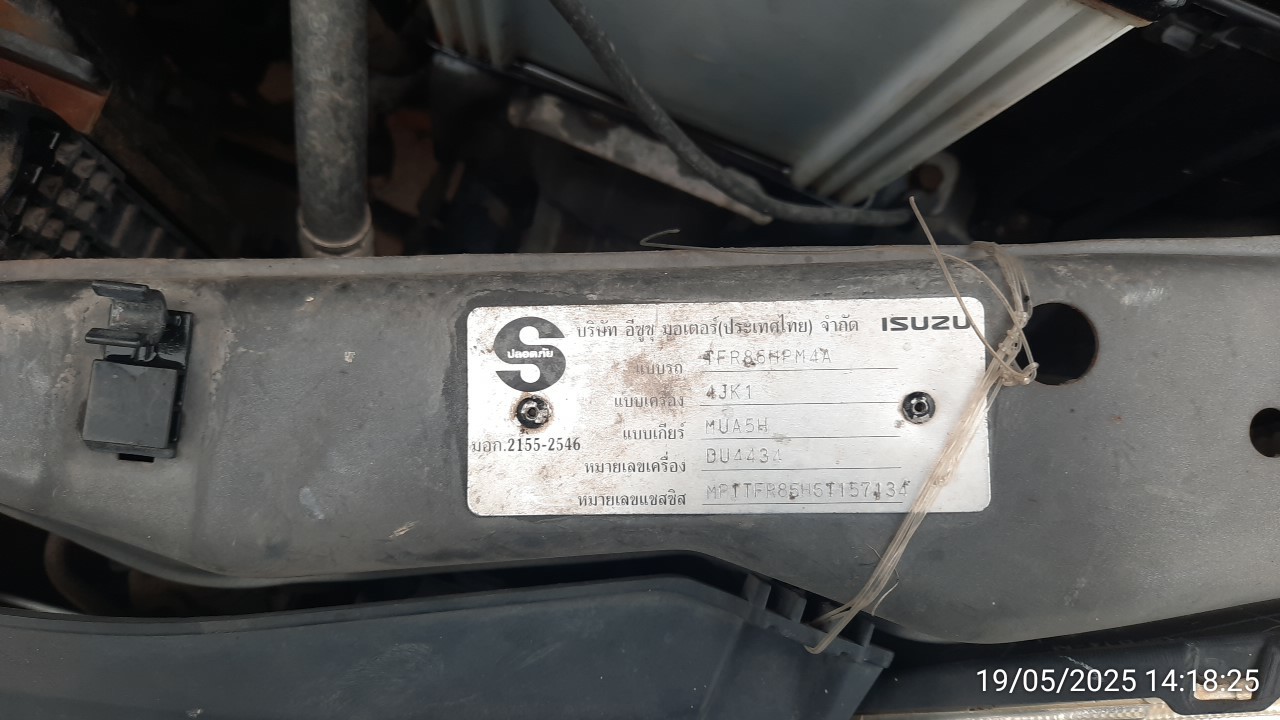 บริษัท อีซูซุ มอเตอร์(ประเทศไทย) จำกัด ISUZU
ปลอดภัย
มอก.2155-2546
แบบรถ
แบบเครื่อง 4JK1
แบบเกียร์ MUA5H
หมายเลขเครื่อง
หมายเลขแชสซีส
19/05/2025 14:18:25